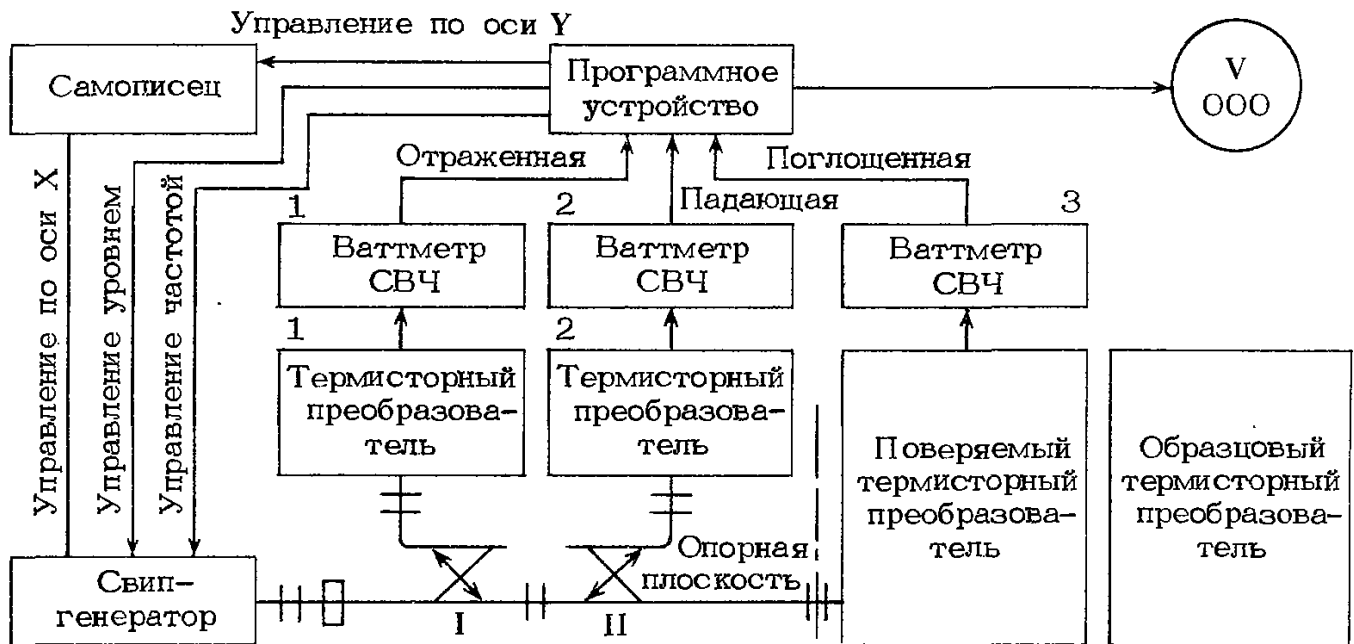 Управление по оси Y
Самописец
Программное
устройство
V
000
Управление по оси X
Управление уровнем
Управление частотой
Отраженная
Падающая
Поглощенная
1
2
3
Ваттметр
СВЧ
Ваттметр
СВЧ
Ваттметр
СВЧ
1
2
Термисторный
преобразова-
тель
Термисторный
преобразова-
тель
Поверяемый
термисторный
преобразова-
тель
Образцовый
термисторный
преобразова-
тель
Опорная
плоскость
Свип-
генератор
I
II